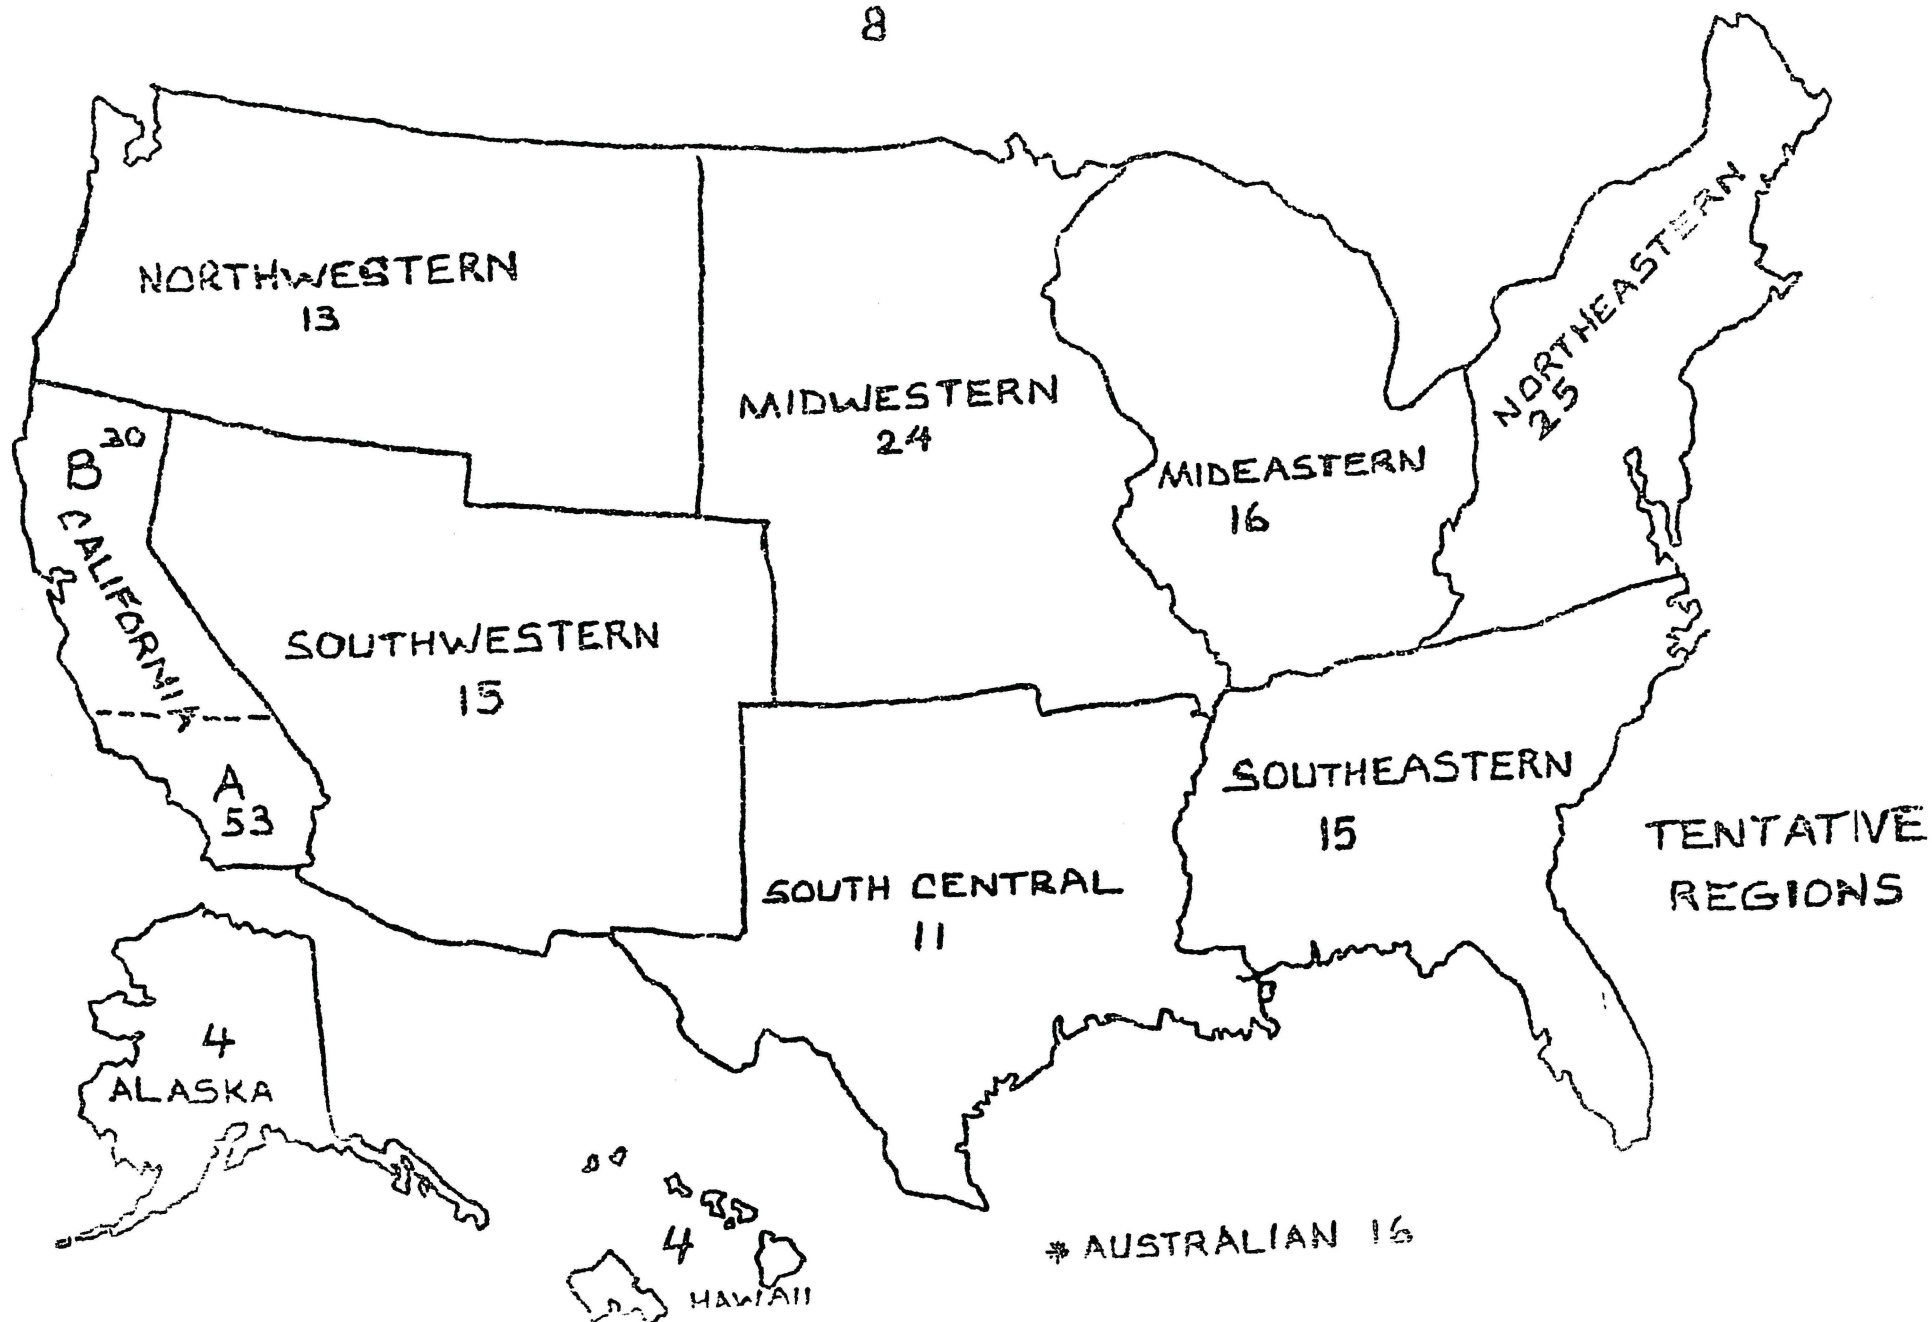 8
NORTHWESTERN
13
MIDWESTERN
24
NORTHEASTERN
25
MIDEASTERN
16
B 30
CALIFORNIA
A
53
SOUTHWESTERN
15
SOUTHEASTERN
15
SOUTH CENTRAL
11
TENTATIVE
REGIONS
4
ALASKA
4
HAWAII
* AUSTRALIAN 16